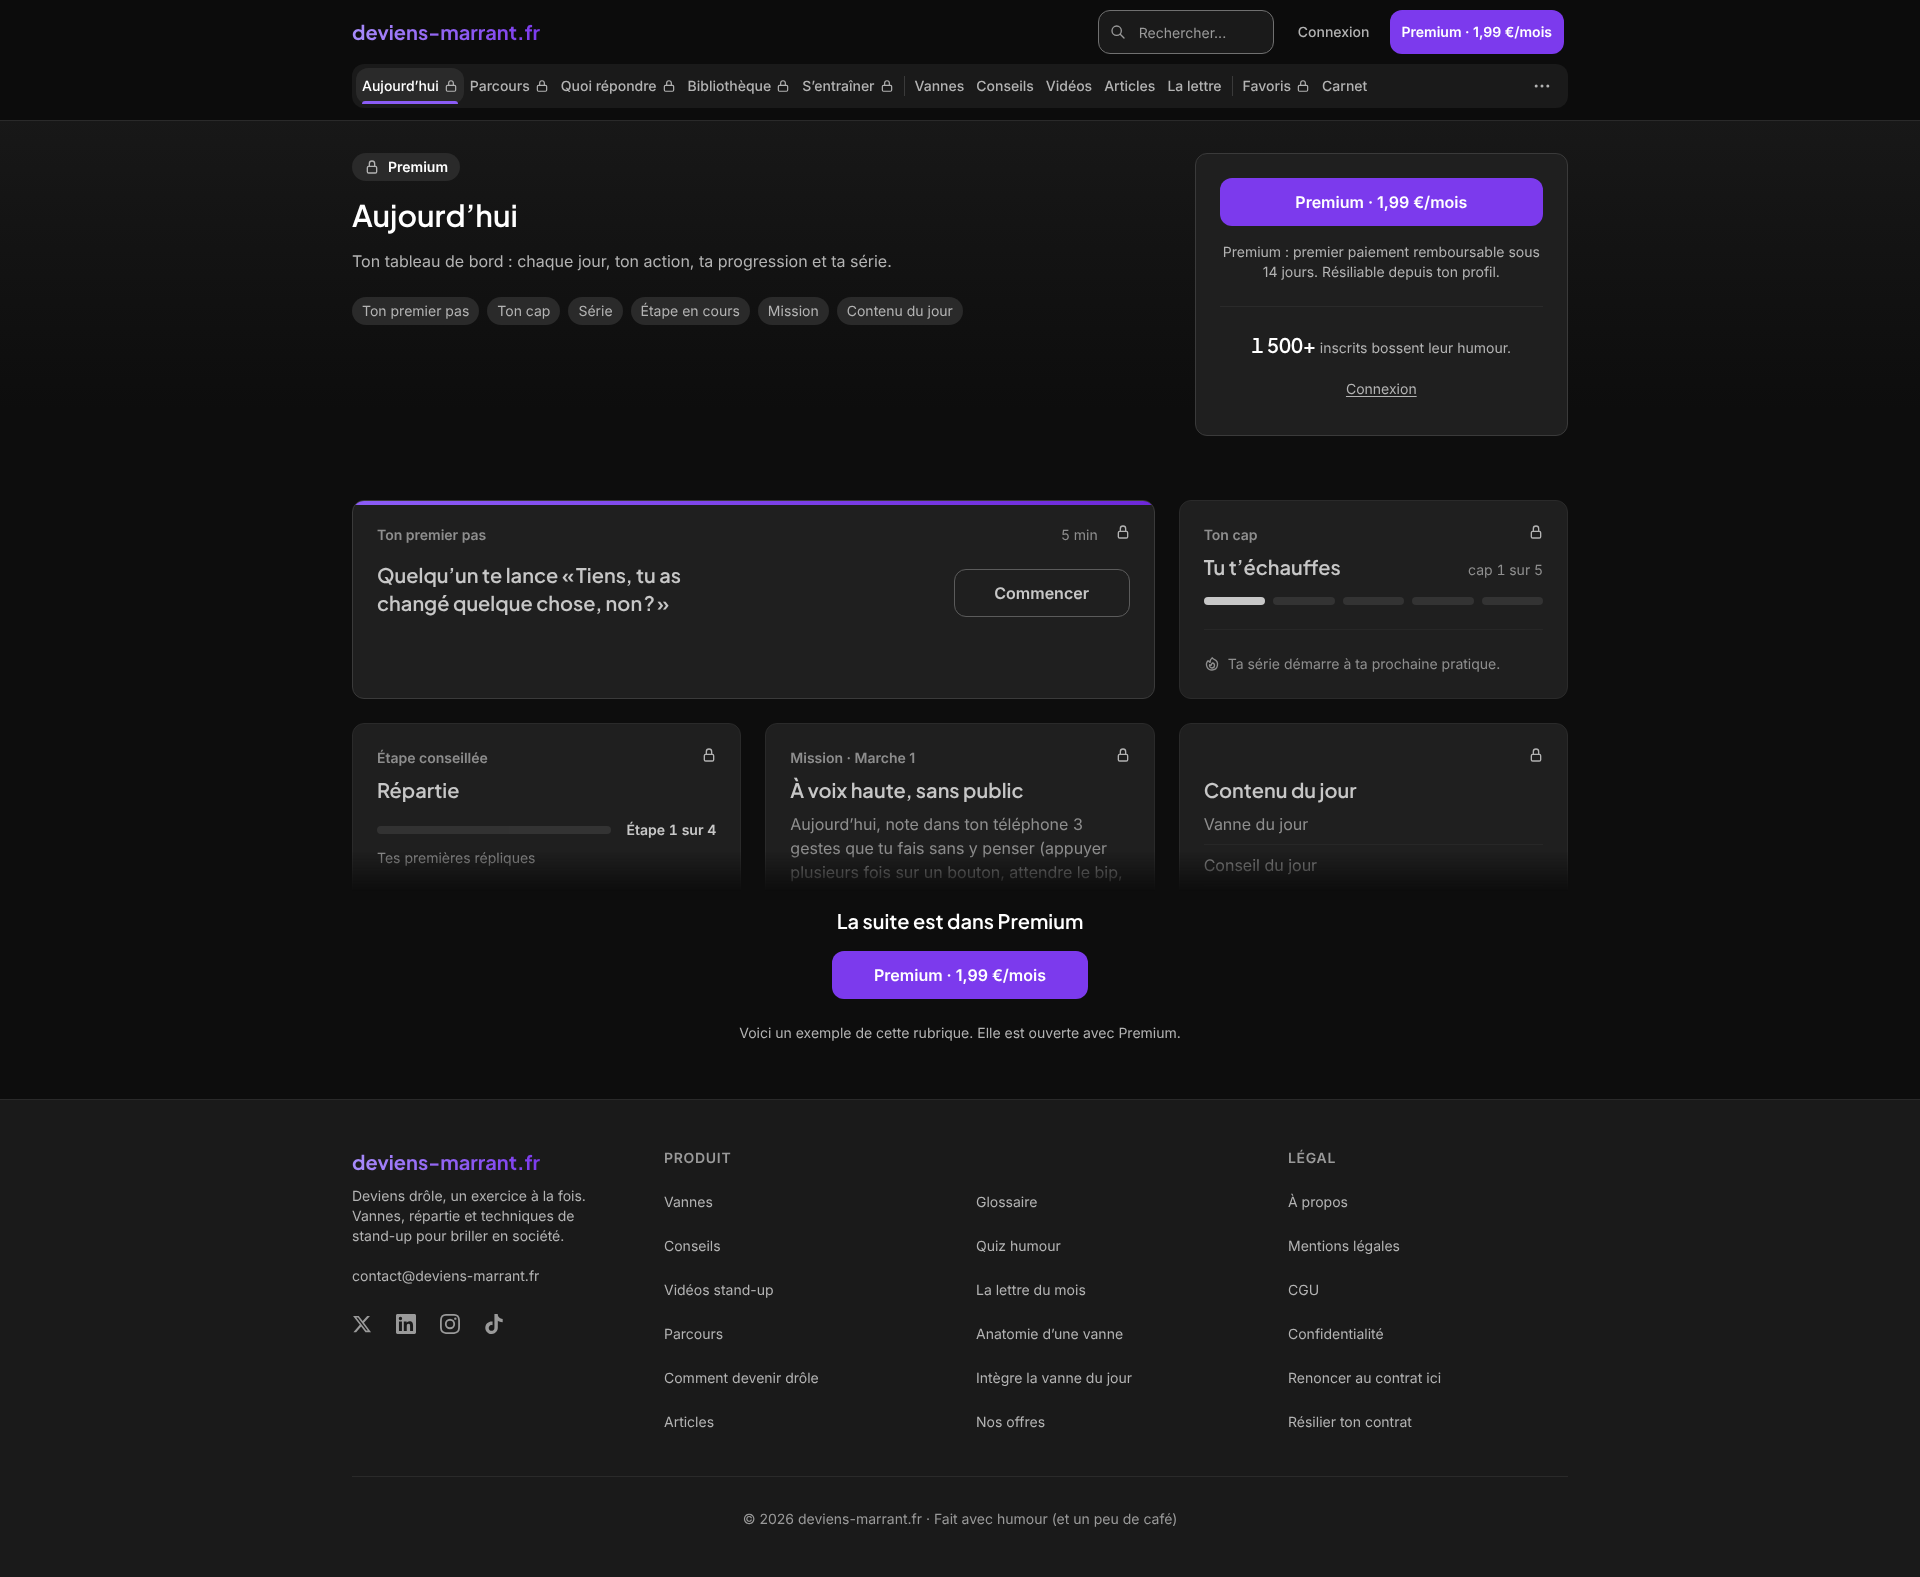 deviens-marrant.fr
Rechercher...
Connexion
Premium · 1,99 €/mois
Aujourd’hui
Parcours
Quoi répondre
Bibliothèque
S’entraîner
Vannes
Conseils
Vidéos
Articles
La lettre
Favoris
Carnet
Premium
Aujourd’hui
Ton tableau de bord : chaque jour, ton action, ta progression et ta série.
Ton premier pas
Ton cap
Série
Étape en cours
Mission
Contenu du jour
Premium · 1,99 €/mois
Premium : premier paiement remboursable sous
14 jours. Résiliable depuis ton profil.
1 500+ inscrits bossent leur humour.
Connexion
Ton premier pas
5 min
Quelqu’un te lance « Tiens, tu as
changé quelque chose, non ? »
Commencer
Ton cap
Tu t’échauffes
cap 1 sur 5
Ta série démarre à ta prochaine pratique.
Étape conseillée
Répartie
Étape 1 sur 4
Tes premières répliques
Mission · Marche 1
À voix haute, sans public
Aujourd’hui, note dans ton téléphone 3
gestes que tu fais sans y penser (appuyer
plusieurs fois sur un bouton, attendre le bip,
Contenu du jour
Vanne du jour
Conseil du jour
La suite est dans Premium
Premium · 1,99 €/mois
Voici un exemple de cette rubrique. Elle est ouverte avec Premium.
deviens-marrant.fr
Deviens drôle, un exercice à la fois.
Vannes, répartie et techniques de
stand-up pour briller en société.
contact@deviens-marrant.fr
PRODUIT
Vannes
Conseils
Vidéos stand-up
Parcours
Comment devenir drôle
Articles
Glossaire
Quiz humour
La lettre du mois
Anatomie d’une vanne
Intègre la vanne du jour
Nos offres
LÉGAL
À propos
Mentions légales
CGU
Confidentialité
Renoncer au contrat ici
Résilier ton contrat
© 2026 deviens-marrant.fr · Fait avec humour (et un peu de café)